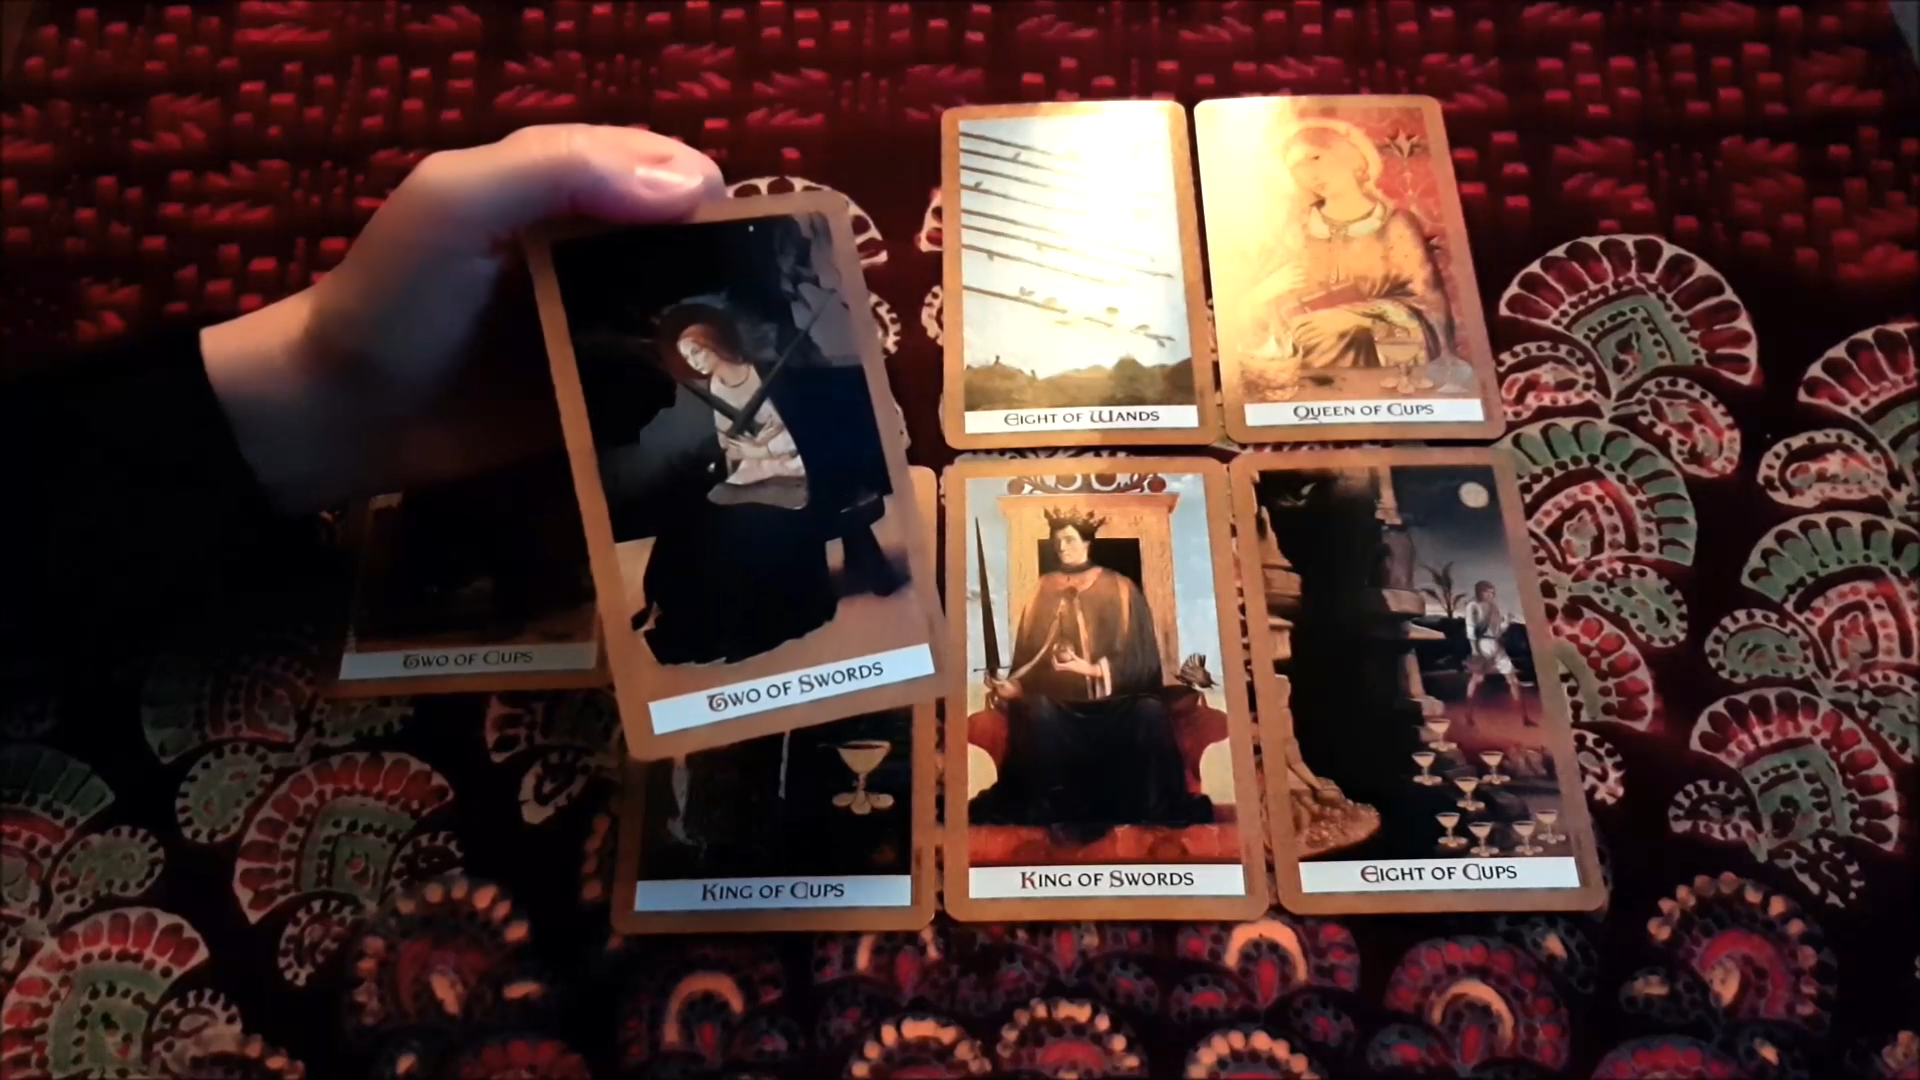 Eight of Wands
Queen of Cups
Two of Cups
Two of Swords
King of Cups
King of Swords
Eight of Cups